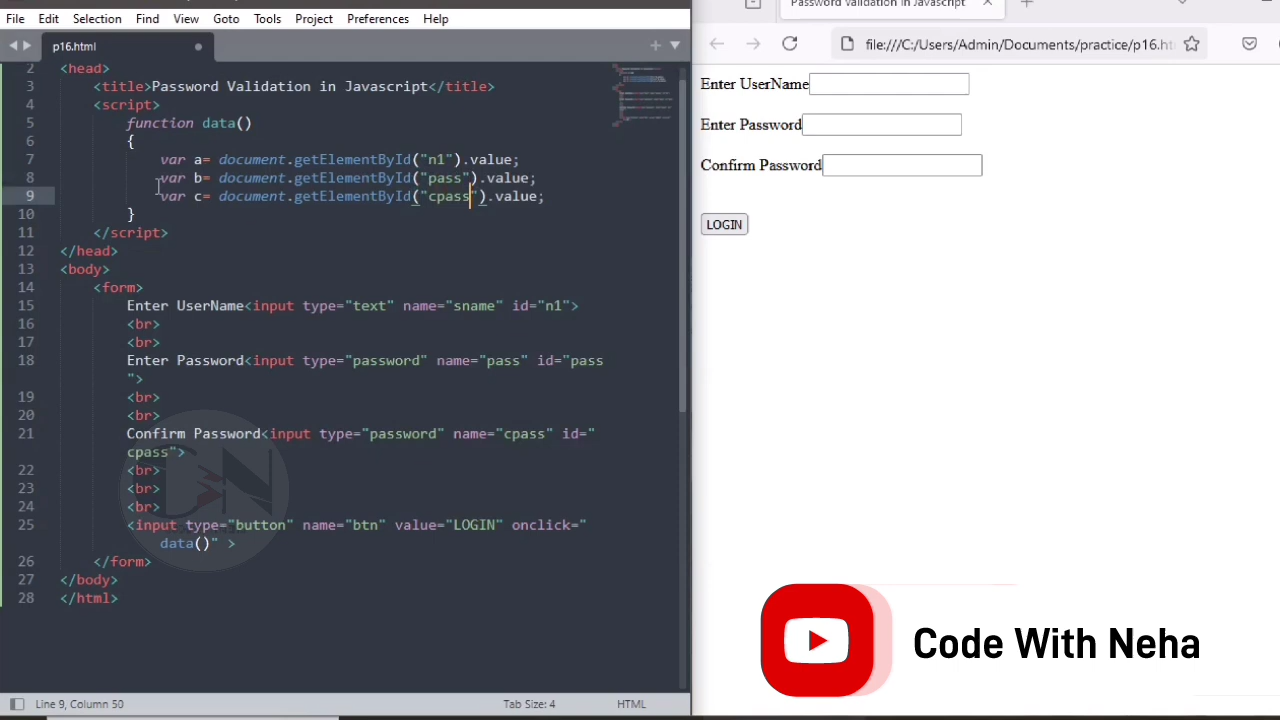 File Edit Selection Find View Goto Tools Project Preferences Help
p16.html
2 <head>
3 <title>Password Validation in Javascript</title>
4 <script>
5 function data()
6 {
7 var a= document.getElementById("n1").value;
8 var b= document.getElementById("pass").value;
9 var c= document.getElementById("cpass").value;
10 }
11 </script>
12 </head>
13 <body>
14 <form>
15 Enter UserName<input type="text" name="sname" id="n1">
16 <br>
17 <br>
18 Enter Password<input type="password" name="pass" id="pass
">
19 <br>
20 <br>
21 Confirm Password<input type="password" name="cpass" id="
cpass">
22 <br>
23 <br>
24 <br>
25 <input type="button" name="btn" value="LOGIN" onclick="
data()" >
26 </form>
27 </body>
28 </html>
Line 9, Column 50
Tab Size: 4
HTML
Password Validation in Javascript
file:///C:/Users/Admin/Documents/practice/p16.ht
Enter UserName
Enter Password
Confirm Password
LOGIN
Code With Neha